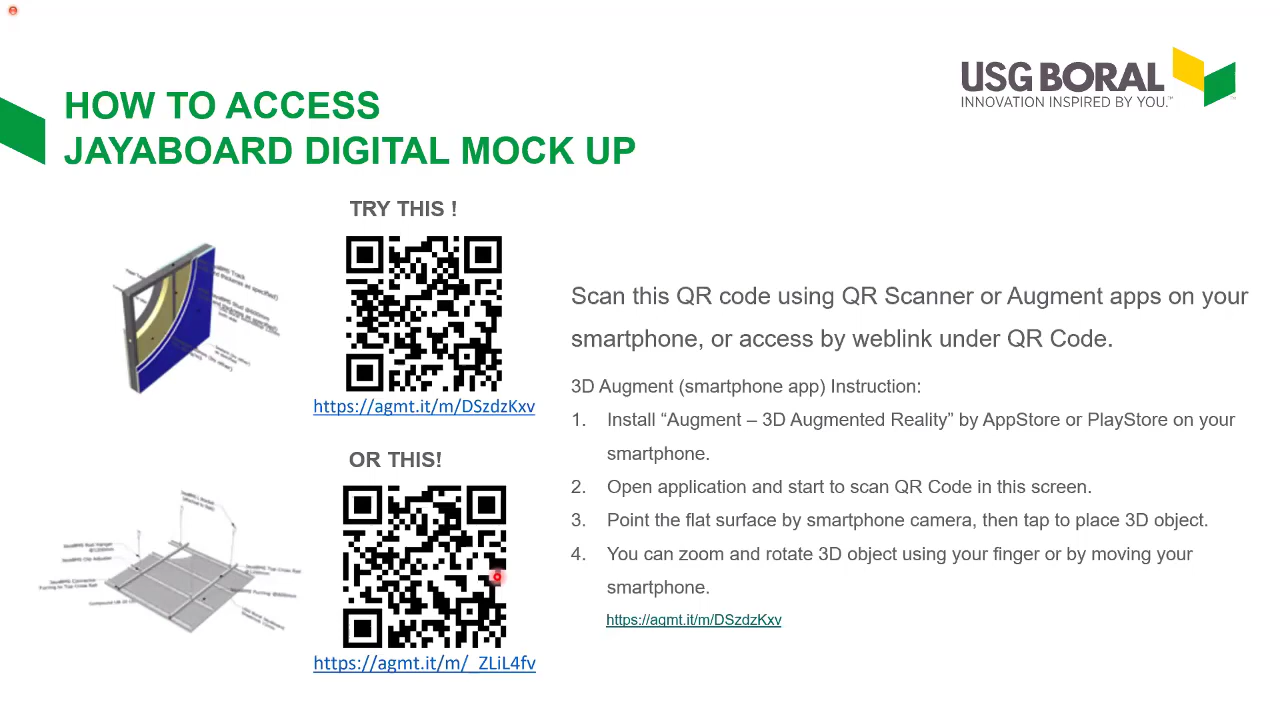 USG BORAL
INNOVATION INSPIRED BY YOU.™
HOW TO ACCESS
JAYABOARD DIGITAL MOCK UP
TRY THIS !
https://agmt.it/m/DSzdzKxv
OR THIS!
https://agmt.it/m/_ZLiL4fv
Scan this QR code using QR Scanner or Augment apps on your
smartphone, or access by weblink under QR Code.
3D Augment (smartphone app) Instruction:
1. Install “Augment – 3D Augmented Reality” by AppStore or PlayStore on your
smartphone.
2. Open application and start to scan QR Code in this screen.
3. Point the flat surface by smartphone camera, then tap to place 3D object.
4. You can zoom and rotate 3D object using your finger or by moving your
smartphone.
https://agmt.it/m/DSzdzKxv